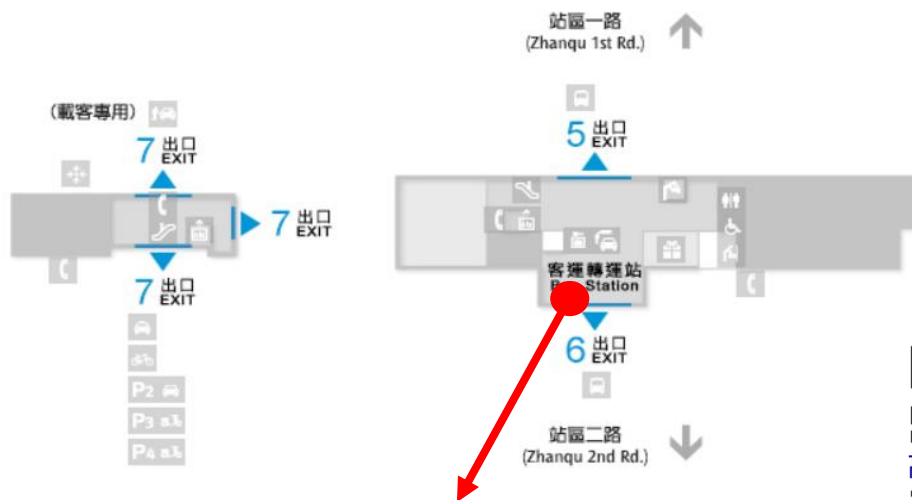 站區一路
(Zhanqu 1st Rd.)
(載客專用)
7 出口
EXIT
5 出口
EXIT
7 出口
EXIT
7 出口
EXIT
客運轉運站
Station
6 出口
EXIT
P2
P3
P4
站區二路
(Zhanqu 2nd Rd.)